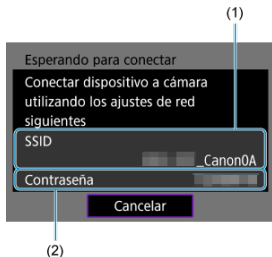 (1)
Esperando para conectar
Conectar dispositivo a cámara
utilizando los ajustes de red
siguientes
SSID
_Canon0A
Contraseña
Cancelar
(2)